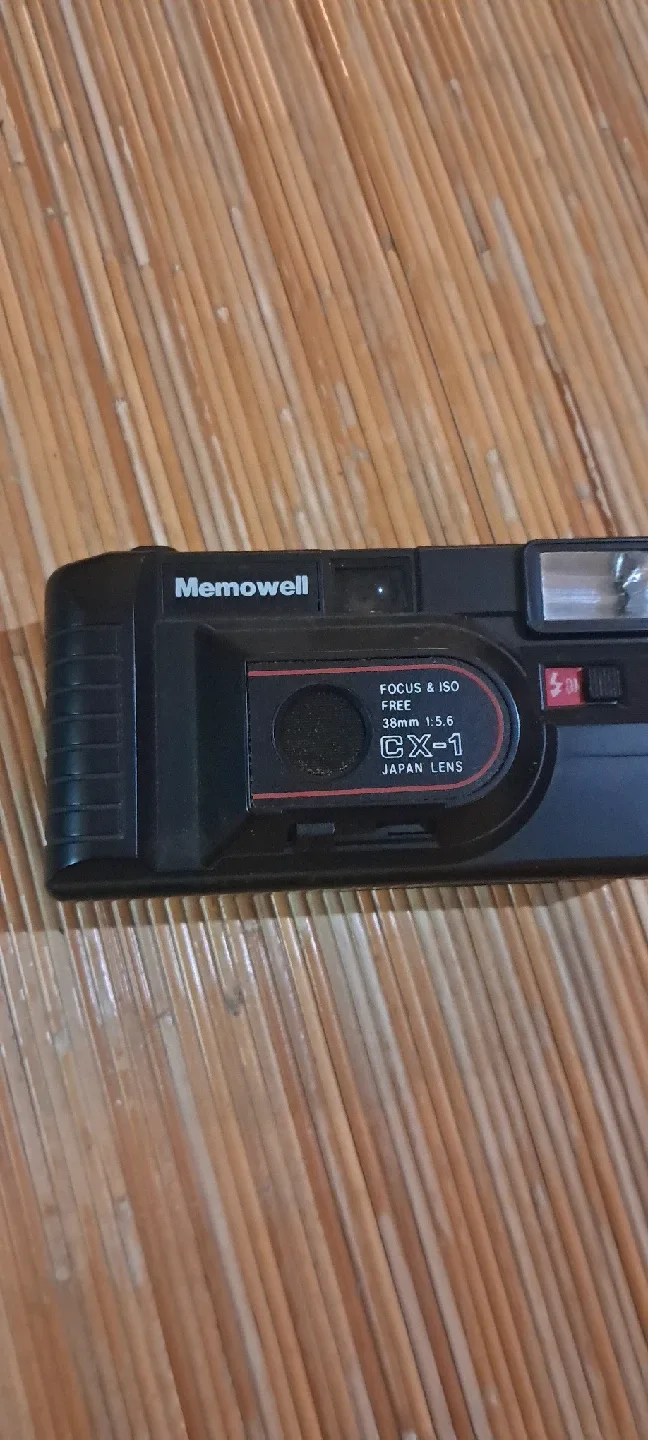 Memowell
FOCUS & ISO
FREE
38mm 1:5.6
CX-1
JAPAN LENS